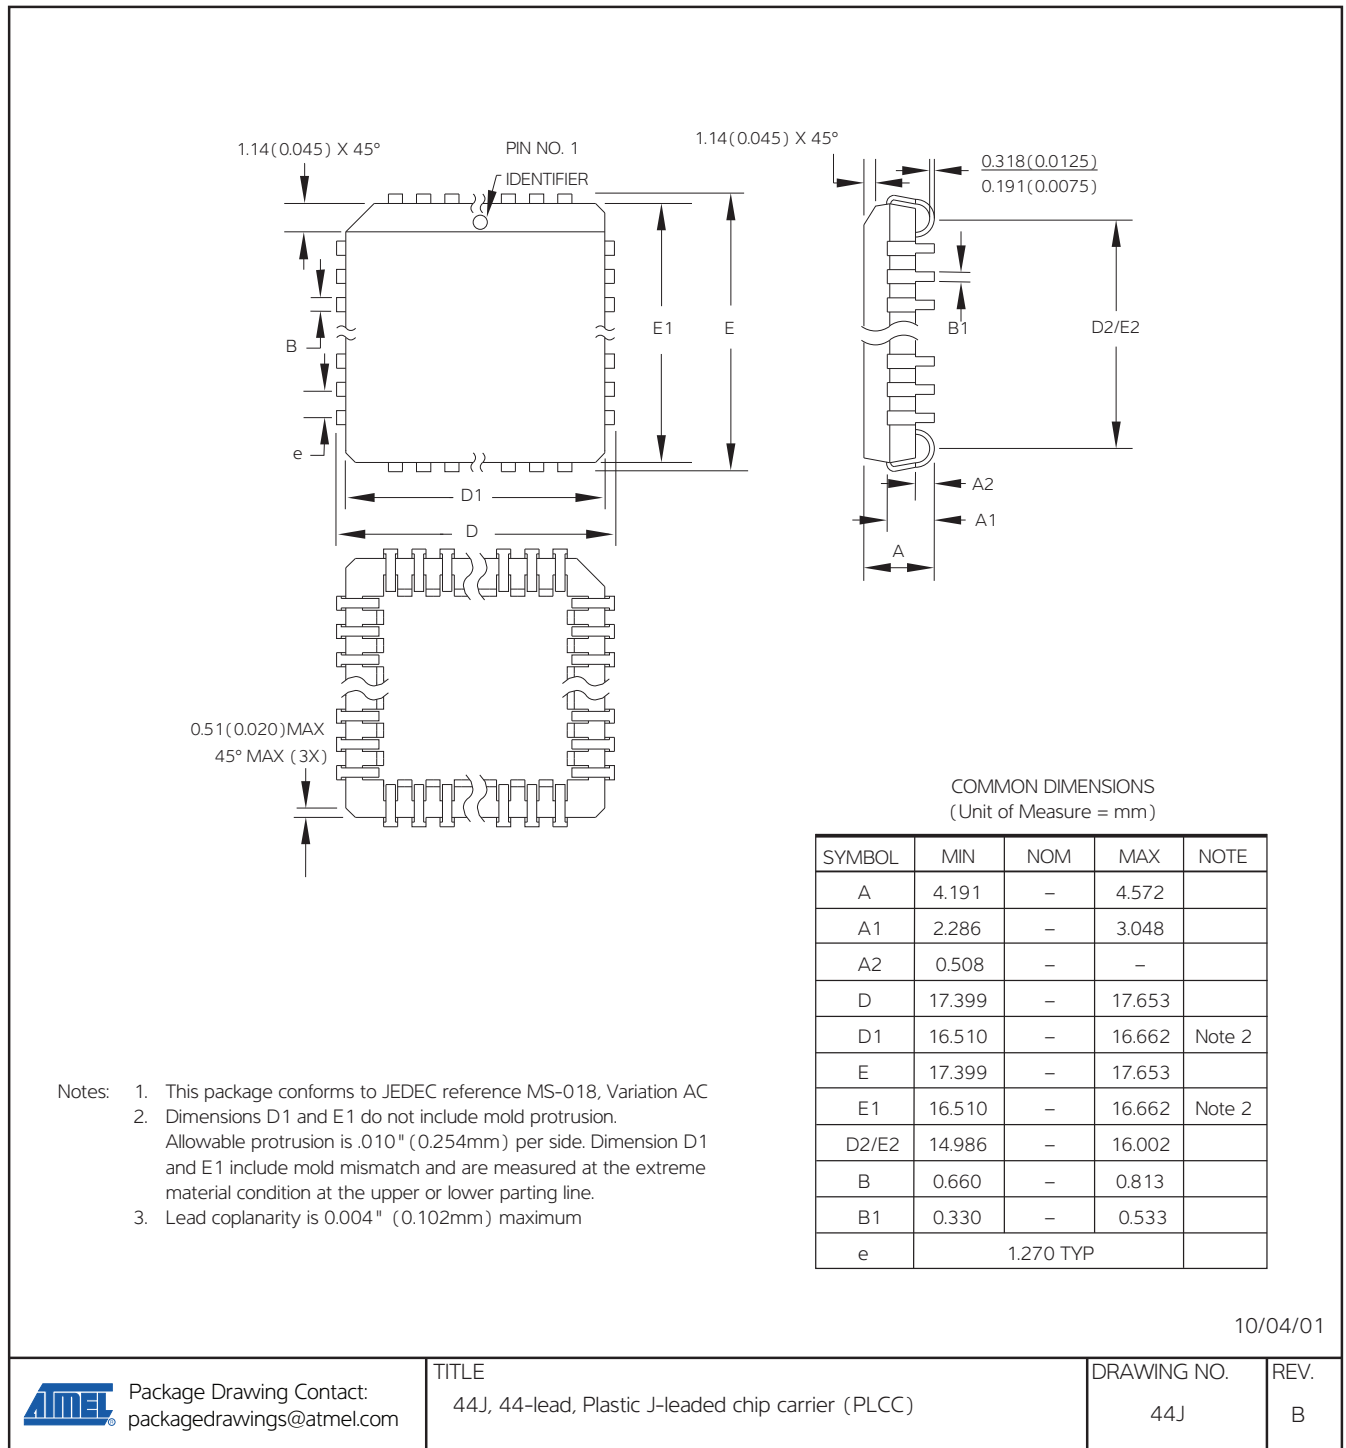 1.14(0.045) X 45°
PIN NO. 1
IDENTIFIER
1.14(0.045) X 45°
0.318(0.0125)
0.191(0.0075)
E1
E
B
e
B1
D2/E2
D1
D
A2
A1
A
0.51(0.020)MAX
45° MAX (3X)
COMMON DIMENSIONS
(Unit of Measure = mm)
SYMBOL MIN NOM MAX NOTE
A 4.191 – 4.572
A1 2.286 – 3.048
A2 0.508 – –
D 17.399 – 17.653
D1 16.510 – 16.662 Note 2
E 17.399 – 17.653
E1 16.510 – 16.662 Note 2
D2/E2 14.986 – 16.002
B 0.660 – 0.813
B1 0.330 – 0.533
e 1.270 TYP
Notes: 1. This package conforms to JEDEC reference MS-018, Variation AC
2. Dimensions D1 and E1 do not include mold protrusion.
Allowable protrusion is .010"(0.254mm) per side. Dimension D1
and E1 include mold mismatch and are measured at the extreme
material condition at the upper or lower parting line.
3. Lead coplanarity is 0.004" (0.102mm) maximum
10/04/01
ATMEL ®
Package Drawing Contact:
packagedrawings@atmel.com
TITLE
44J, 44-lead, Plastic J-leaded chip carrier (PLCC)
DRAWING NO.
44J
REV.
B